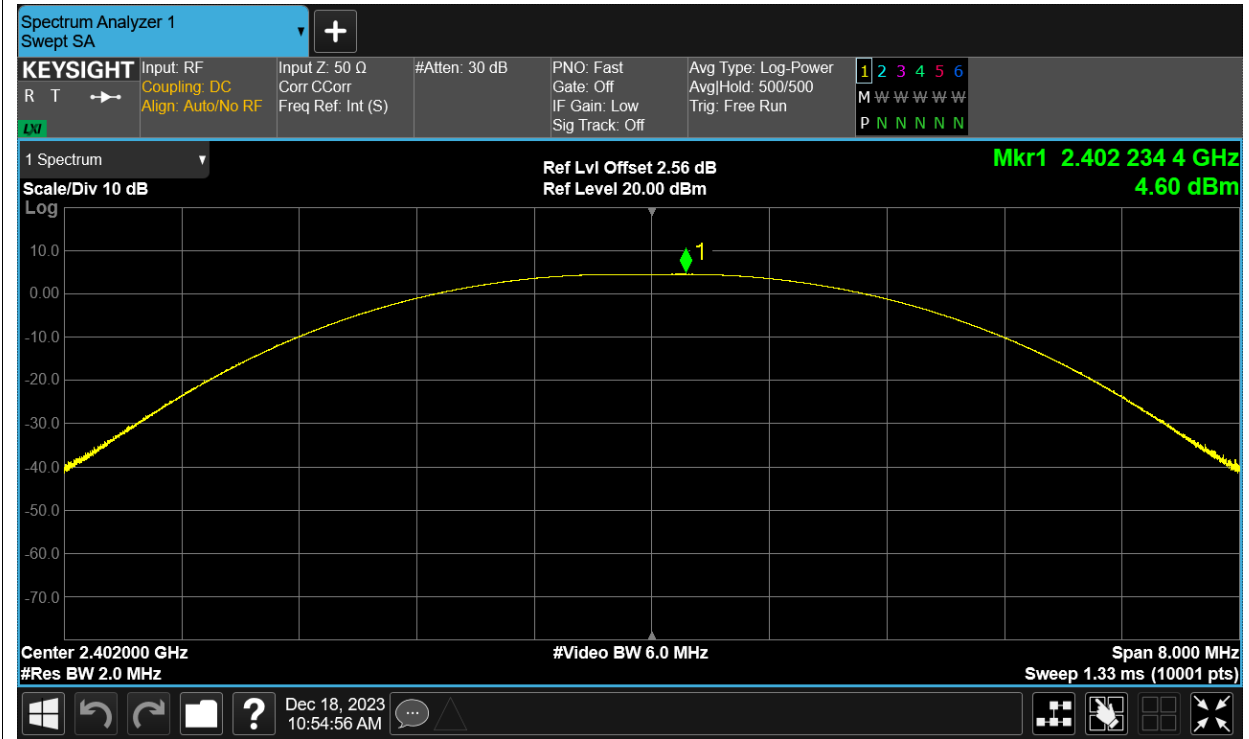 Spectrum Analyzer 1
Swept SA
KEYSIGHT
R T
LXI
Input: RF
Coupling: DC
Align: Auto/No RF
Input Z: 50 Ω
Corr CCorr
Freq Ref: Int (S)
#Atten: 30 dB
PNO: Fast
Gate: Off
IF Gain: Low
Sig Track: Off
Avg Type: Log-Power
Avg|Hold: 500/500
Trig: Free Run
1 2 3 4 5 6
M W W W W W
P N N N N N
1 Spectrum
Scale/Div 10 dB
Log
Ref Lvl Offset 2.56 dB
Ref Level 20.00 dBm
Mkr1 2.402 234 4 GHz
4.60 dBm
1
10.0
0.00
-10.0
-20.0
-30.0
-40.0
-50.0
-60.0
-70.0
Center 2.402000 GHz
#Video BW 6.0 MHz
Span 8.000 MHz
#Res BW 2.0 MHz
Sweep 1.33 ms (10001 pts)
?
Dec 18, 2023
10:54:56 AM